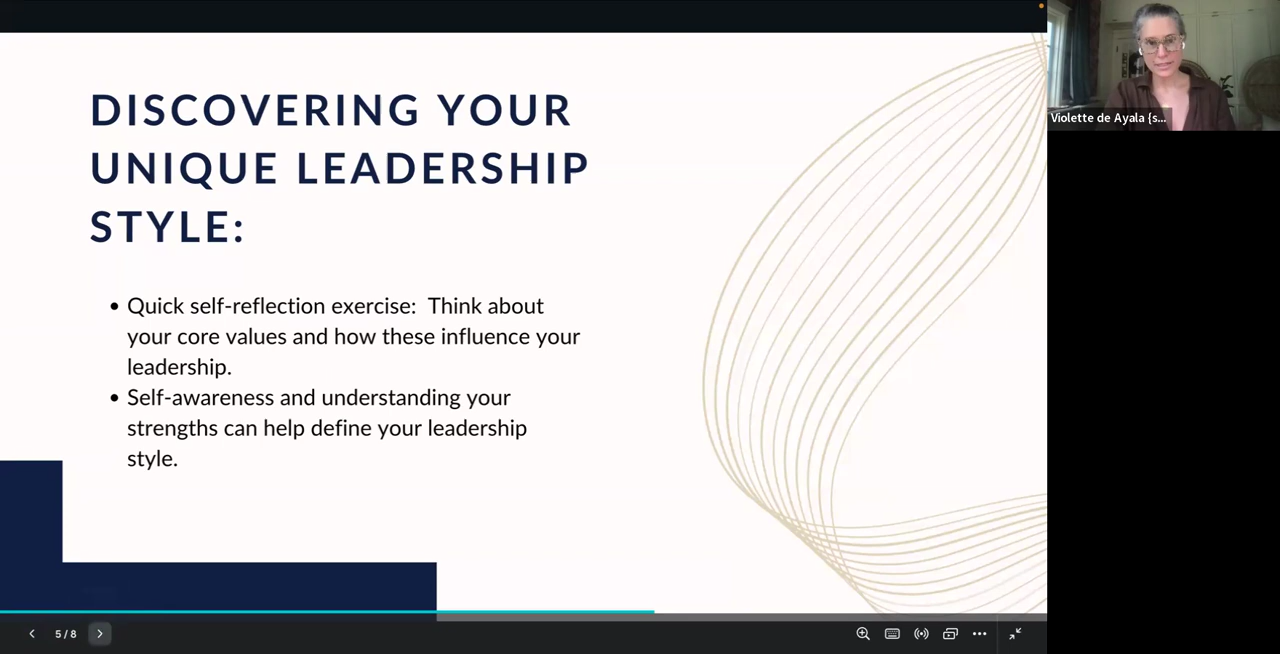 DISCOVERING YOUR
UNIQUE LEADERSHIP
STYLE:
• Quick self-reflection exercise:  Think about
your core values and how these influence your
leadership.
• Self-awareness and understanding your
strengths can help define your leadership
style.
Violette de Ayala {s...
5 / 8